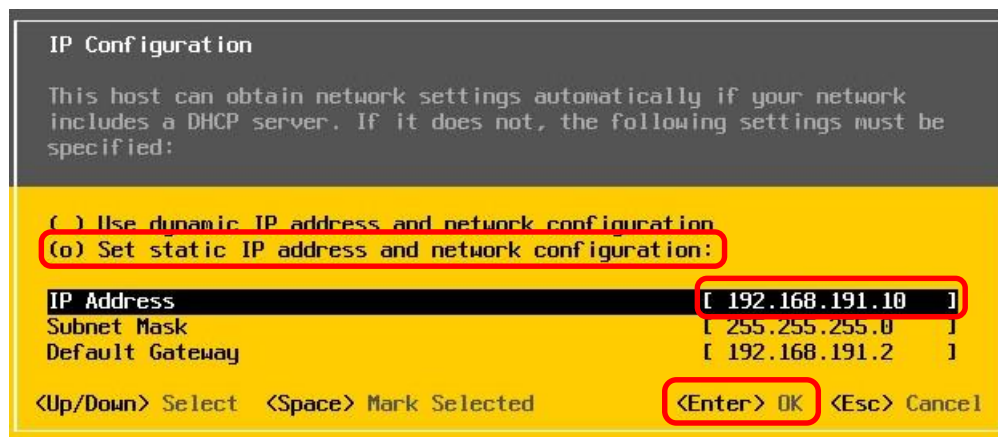 IP Configuration
This host can obtain network settings automatically if your network
includes a DHCP server. If it does not, the following settings must be
specified:
( ) Use dynamic IP address and network configuration
(o) Set static IP address and network configuration:
IP Address [ 192.168.191.10 ]
Subnet Mask [ 255.255.255.0 ]
Default Gateway [ 192.168.191.2 ]
<Up/Down> Select <Space> Mark Selected <Enter> OK <Esc> Cancel